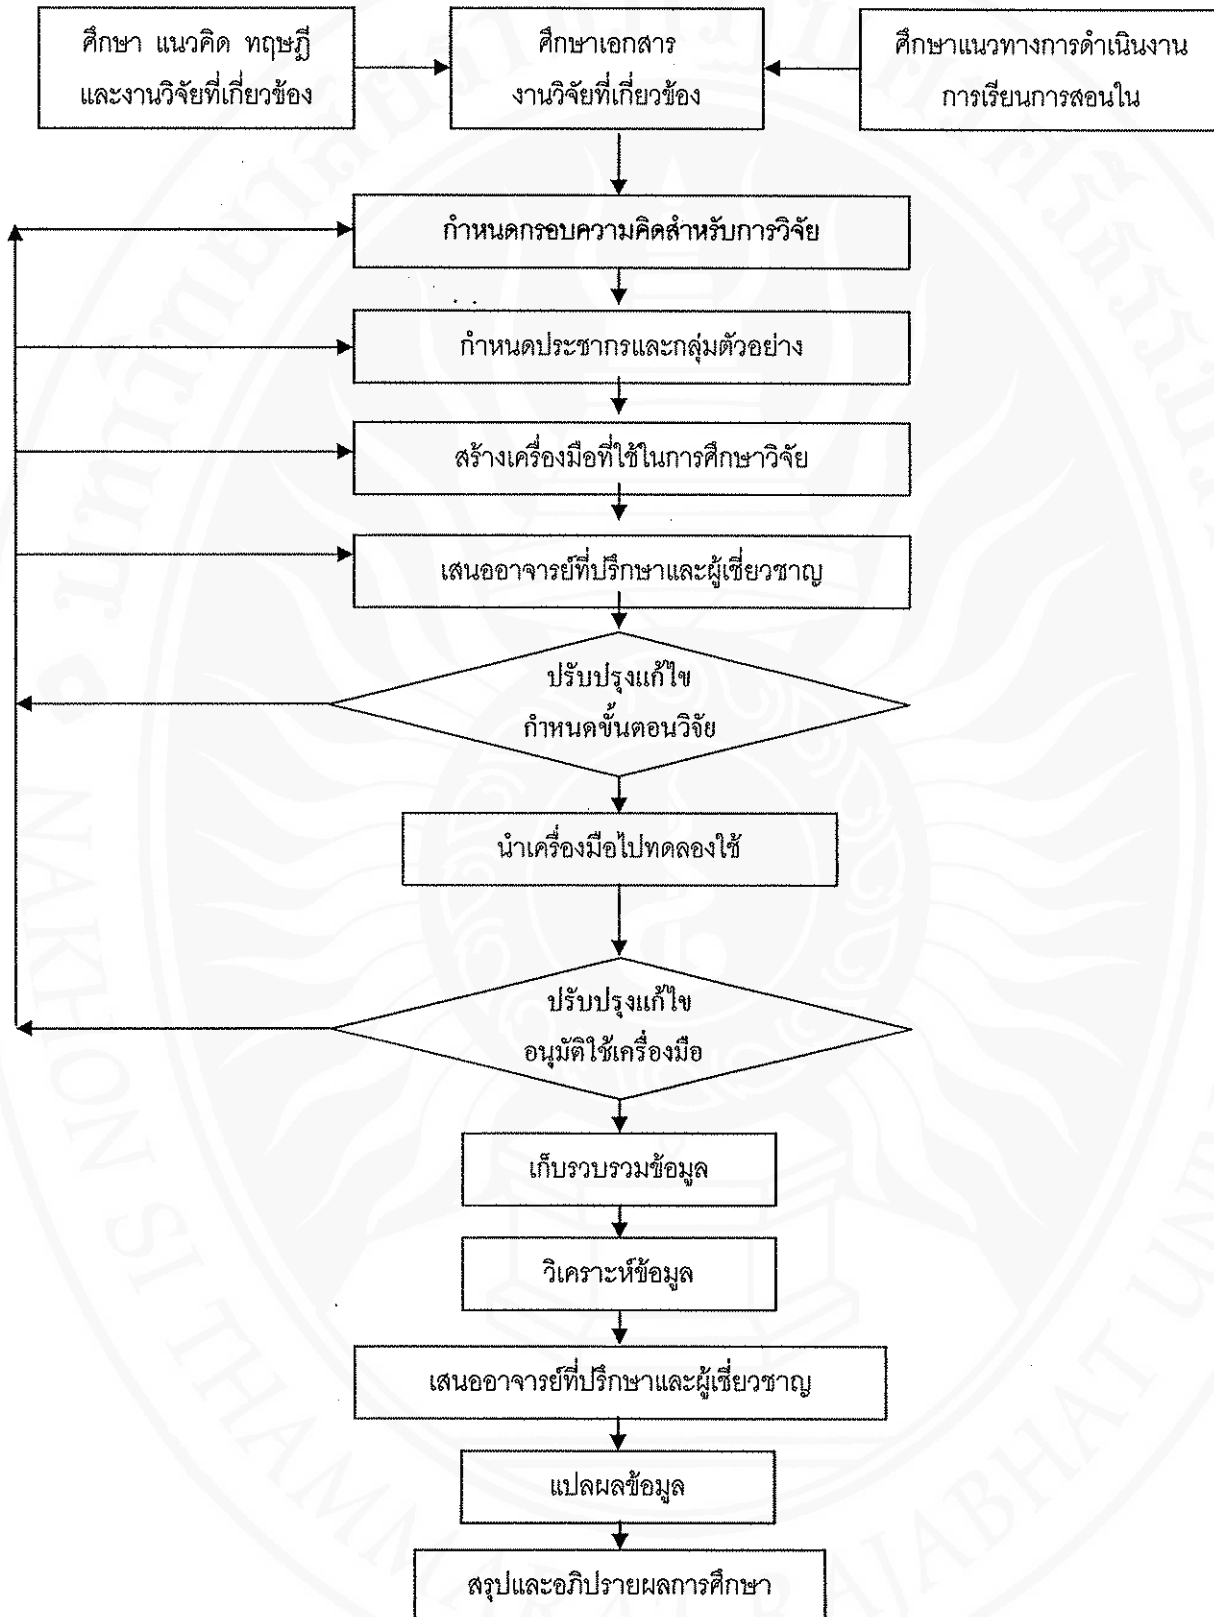 ศึกษา แนวคิด ทฤษฎี
และงานวิจัยที่เกี่ยวข้อง
ศึกษาเอกสาร
งานวิจัยที่เกี่ยวข้อง
ศึกษาแนวทางการดำเนินงาน
การเรียนการสอนใน
กำหนดกรอบความคิดสำหรับการวิจัย
กำหนดประชากรและกลุ่มตัวอย่าง
สร้างเครื่องมือที่ใช้ในการศึกษาวิจัย
เสนออาจารย์ที่ปรึกษาและผู้เชี่ยวชาญ
ปรับปรุงแก้ไข
กำหนดขั้นตอนวิจัย
นำเครื่องมือไปทดลองใช้
ปรับปรุงแก้ไข
อนุมัติใช้เครื่องมือ
เก็บรวบรวมข้อมูล
วิเคราะห์ข้อมูล
เสนออาจารย์ที่ปรึกษาและผู้เชี่ยวชาญ
แปลผลข้อมูล
สรุปและอภิปรายผลการศึกษา
NAKHON SI THAMMARAT RAJABHAT